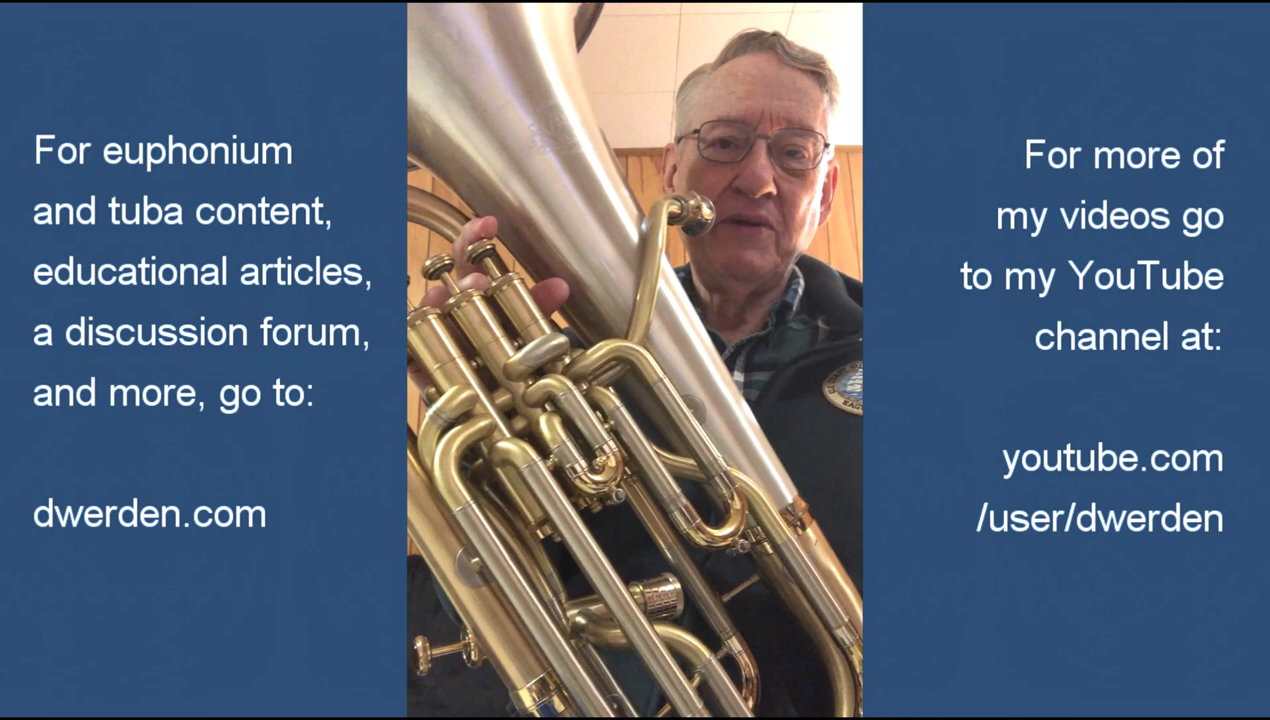 For euphonium
and tuba content,
educational articles,
a discussion forum,
and more, go to:
dwerden.com
For more of
my videos go
to my YouTube
channel at:
youtube.com
/user/dwerden